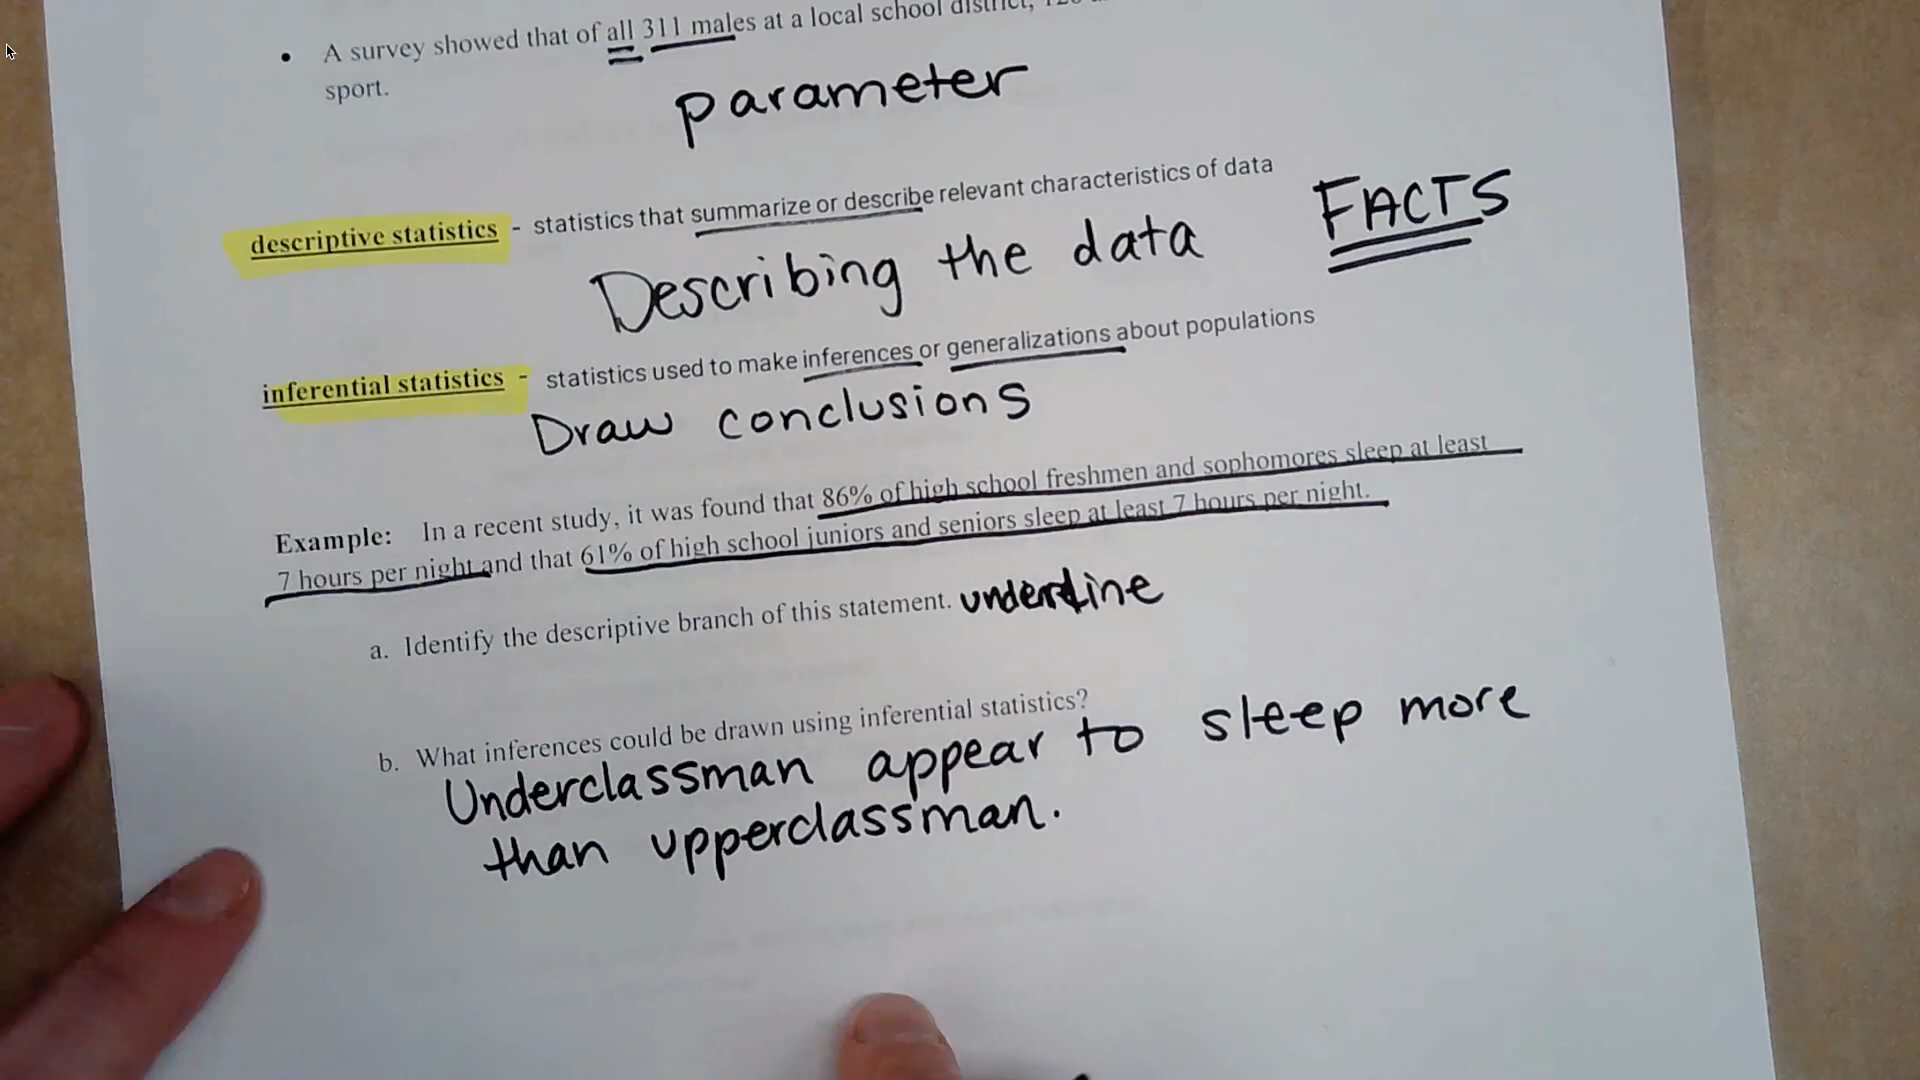 • A survey showed that of all 311 males at a local school district,
sport.
parameter
descriptive statistics - statistics that summarize or describe relevant characteristics of data
FACTS
Describing the data
inferential statistics - statistics used to make inferences or generalizations about populations
Draw conclusions
Example: In a recent study, it was found that 86% of high school freshmen and sophomores sleep at least
7 hours per night and that 61% of high school juniors and seniors sleep at least 7 hours per night.
a. Identify the descriptive branch of this statement. underline
b. What inferences could be drawn using inferential statistics?
Underclassman appear to sleep more
than upperclassman.